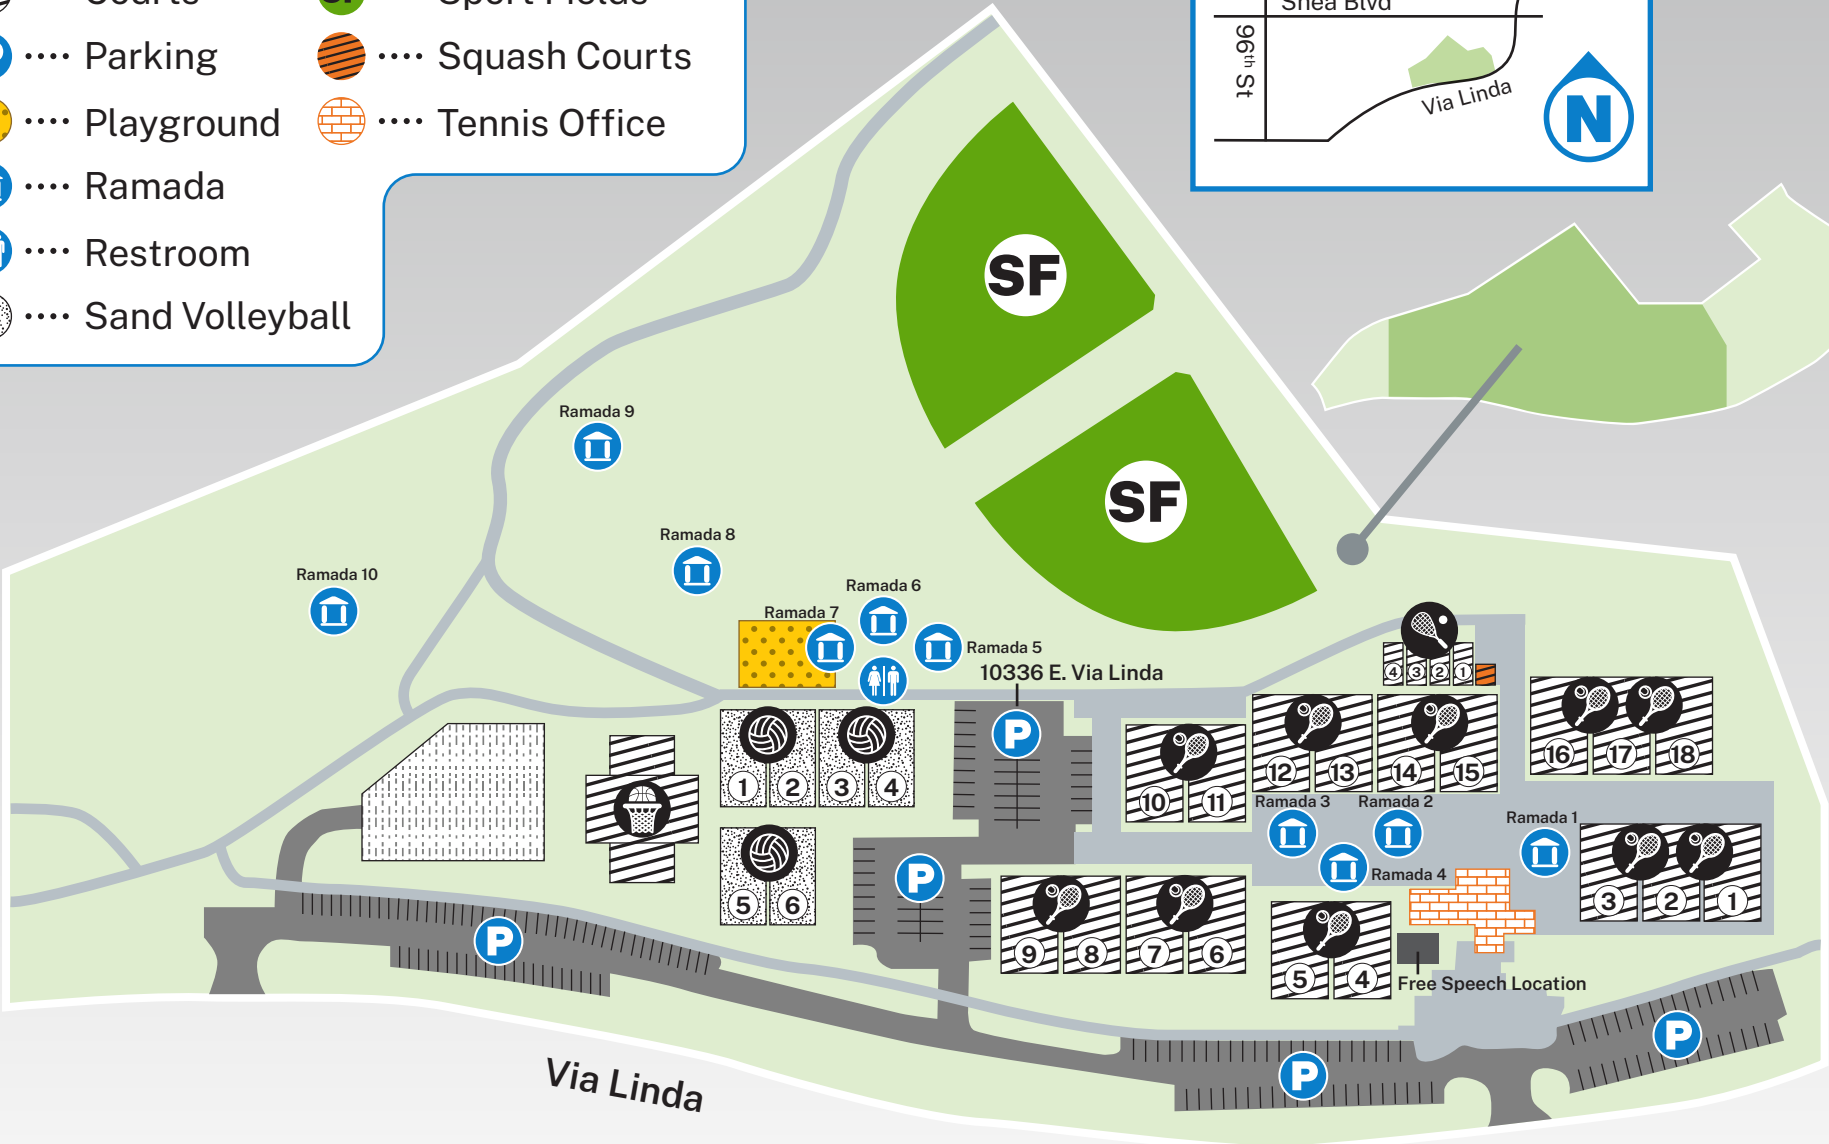 Courts
SF
Sport Fields
Parking
Squash Courts
Playground
Tennis Office
Ramada
Restroom
Sand Volleyball
Shea Blvd
96th St
Via Linda
N
SF
SF
Ramada 9
Ramada 8
Ramada 10
Ramada 6
Ramada 7
Ramada 5
10336 E. Via Linda
P
4 3 2 1
16 17 18
12 13 14 15
10 11
1 2 3 4
Ramada 3
Ramada 2
Ramada 1
Ramada 4
P
5 6
3 2 1
9 8 7 6
5 4
P
Free Speech Location
P
P
Via Linda